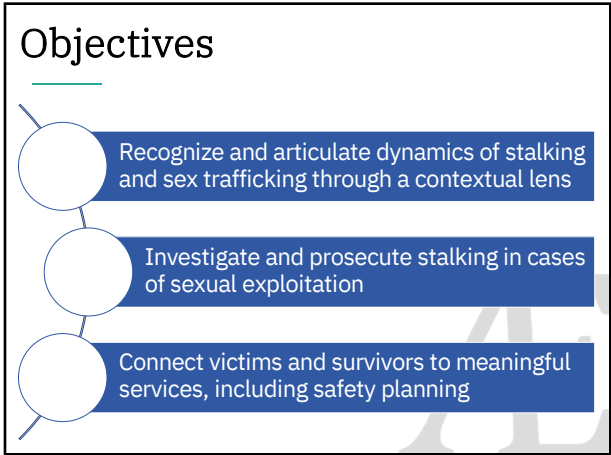 Objectives
Recognize and articulate dynamics of stalking
and sex trafficking through a contextual lens
Investigate and prosecute stalking in cases
of sexual exploitation
Connect victims and survivors to meaningful
services, including safety planning
Æ